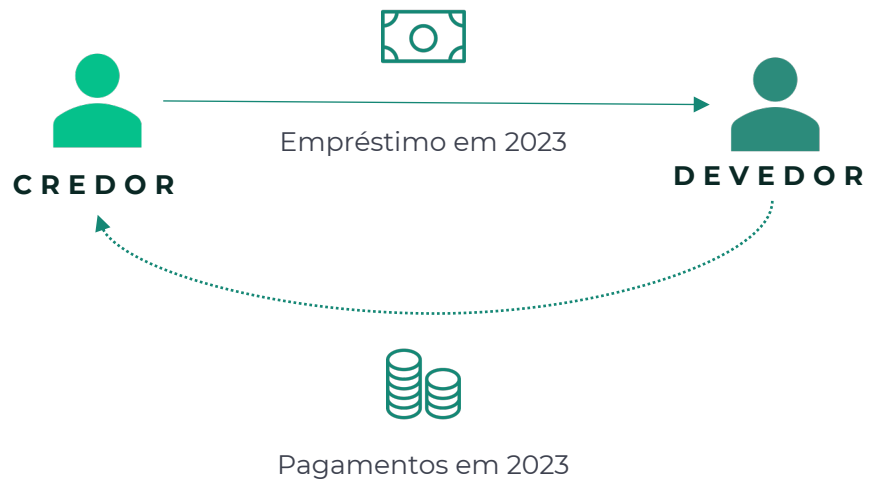 Empréstimo em 2023
CREDOR
DEVEDOR
Pagamentos em 2023